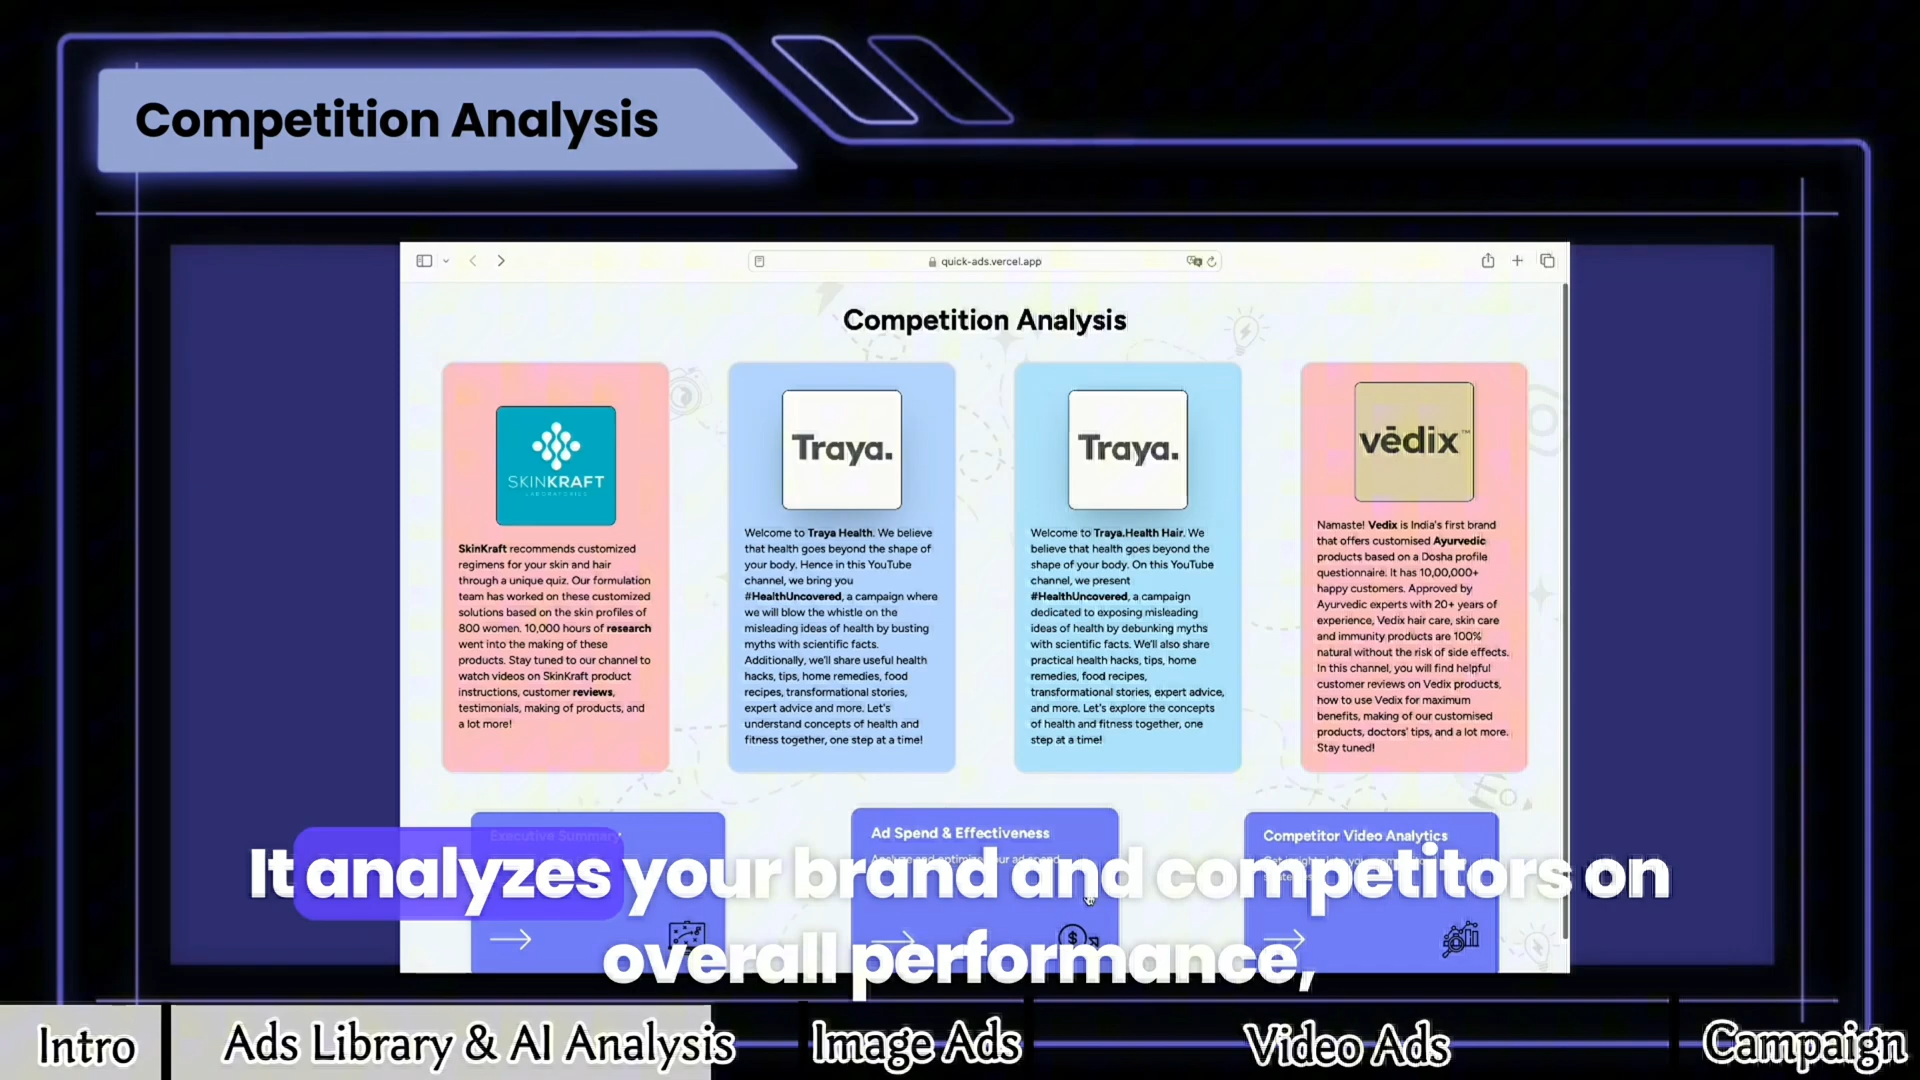 Competition Analysis
quick-ads.vercel.app
Competition Analysis
SKINKRAFT
LABORATORIES
SkinKraft recommends customized
regimens for your skin and hair
through a unique quiz. Our formulation
team has worked on these customized
solutions based on the skin profiles of
800 women. 10,000 hours of research
went into the making of these
products. Stay tuned to our channel to
watch videos on SkinKraft product
instructions, customer reviews,
testimonials, making of products, and
a lot more!
Traya.
Welcome to Traya Health. We believe
that health goes beyond the shape of
your body. Hence in this YouTube
channel, we bring you
#HealthUncovered, a campaign where
we will blow the whistle on the
misleading ideas of health by busting
myths with scientific facts.
Additionally, we'll share useful health
hacks, tips, home remedies, food
recipes, transformational stories,
expert advice and more. Let's
understand concepts of health and
fitness together, one step at a time!
Traya.
Welcome to Traya.Health Hair. We
believe that health goes beyond the
shape of your body. On this YouTube
channel, we present
#HealthUncovered, a campaign
dedicated to exposing misleading
ideas of health by debunking myths
with scientific facts. We'll also share
practical health hacks, tips, home
remedies, food recipes,
transformational stories, expert advice,
and more. Let's explore the concepts
of health and fitness together, one
step at a time!
vēdix™
Namaste! Vedix is India's first brand
that offers customised Ayurvedic
products based on a Dosha profile
questionnaire. It has 10,00,000+
happy customers. Approved by
Ayurvedic experts with 20+ years of
experience, Vedix hair care, skin care
and immunity products are 100%
natural without the risk of side effects.
In this channel, you will find helpful
customer reviews on Vedix products,
how to use Vedix for maximum
benefits, making of our customised
products, doctors' tips, and a lot more.
Stay tuned!
Executive Summary
Ad Spend & Effectiveness
Analyze and optimize your ad spend
Competitor Video Analytics
It analyzes your brand and competitors on
overall performance,
Intro
Ads Library & AI Analysis
Image Ads
Video Ads
Campaign